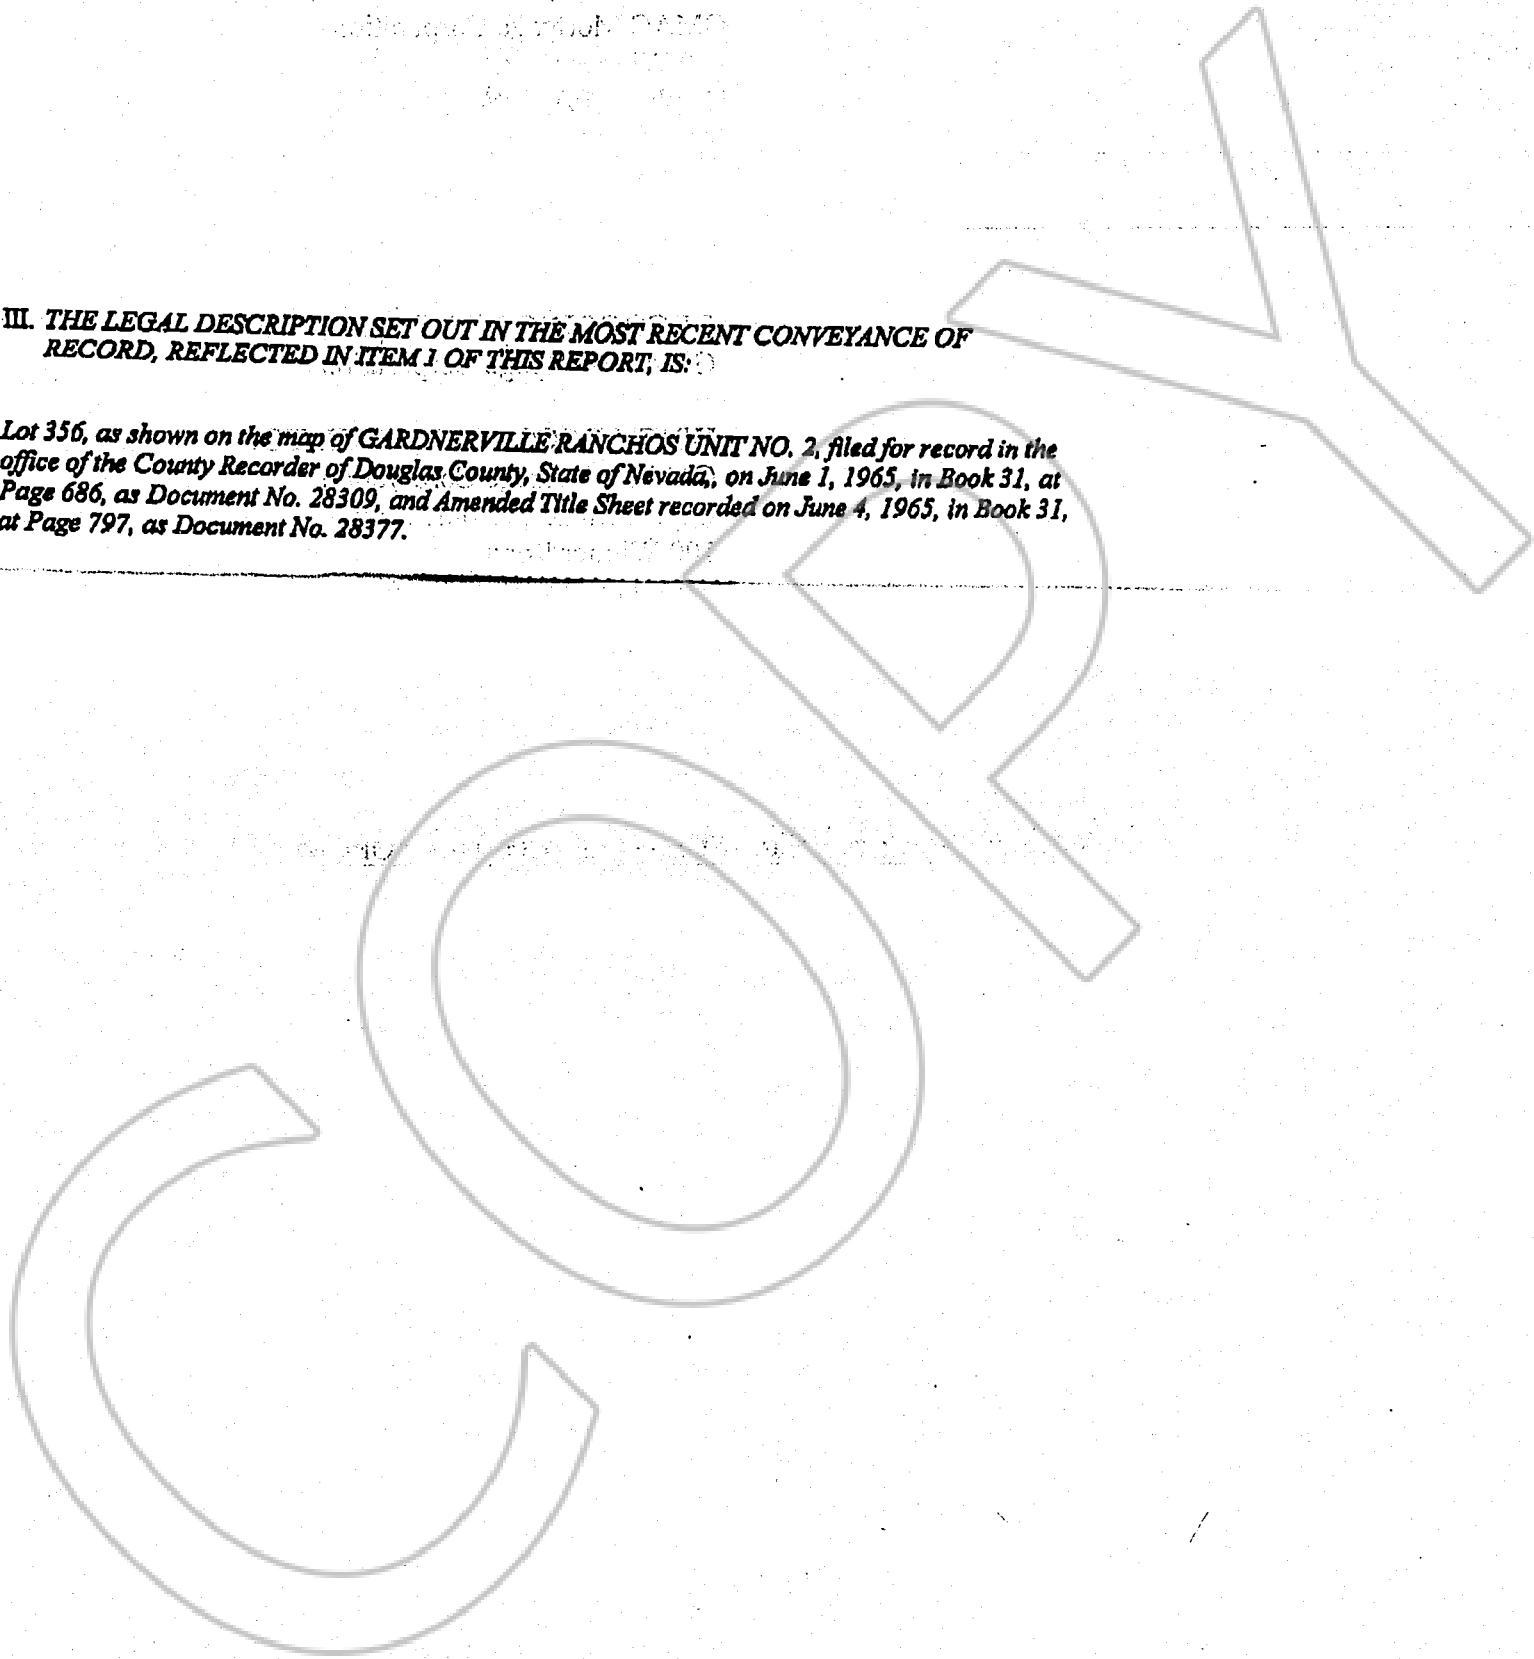 III. THE LEGAL DESCRIPTION SET OUT IN THE MOST RECENT CONVEYANCE OF
RECORD, REFLECTED IN ITEM 1 OF THIS REPORT, IS:
Lot 356, as shown on the map of GARDNERVILLE RANCHOS UNIT NO. 2, filed for record in the
office of the County Recorder of Douglas County, State of Nevada, on June 1, 1965, in Book 31, at
Page 686, as Document No. 28309, and Amended Title Sheet recorded on June 4, 1965, in Book 31,
at Page 797, as Document No. 28377.
COPY